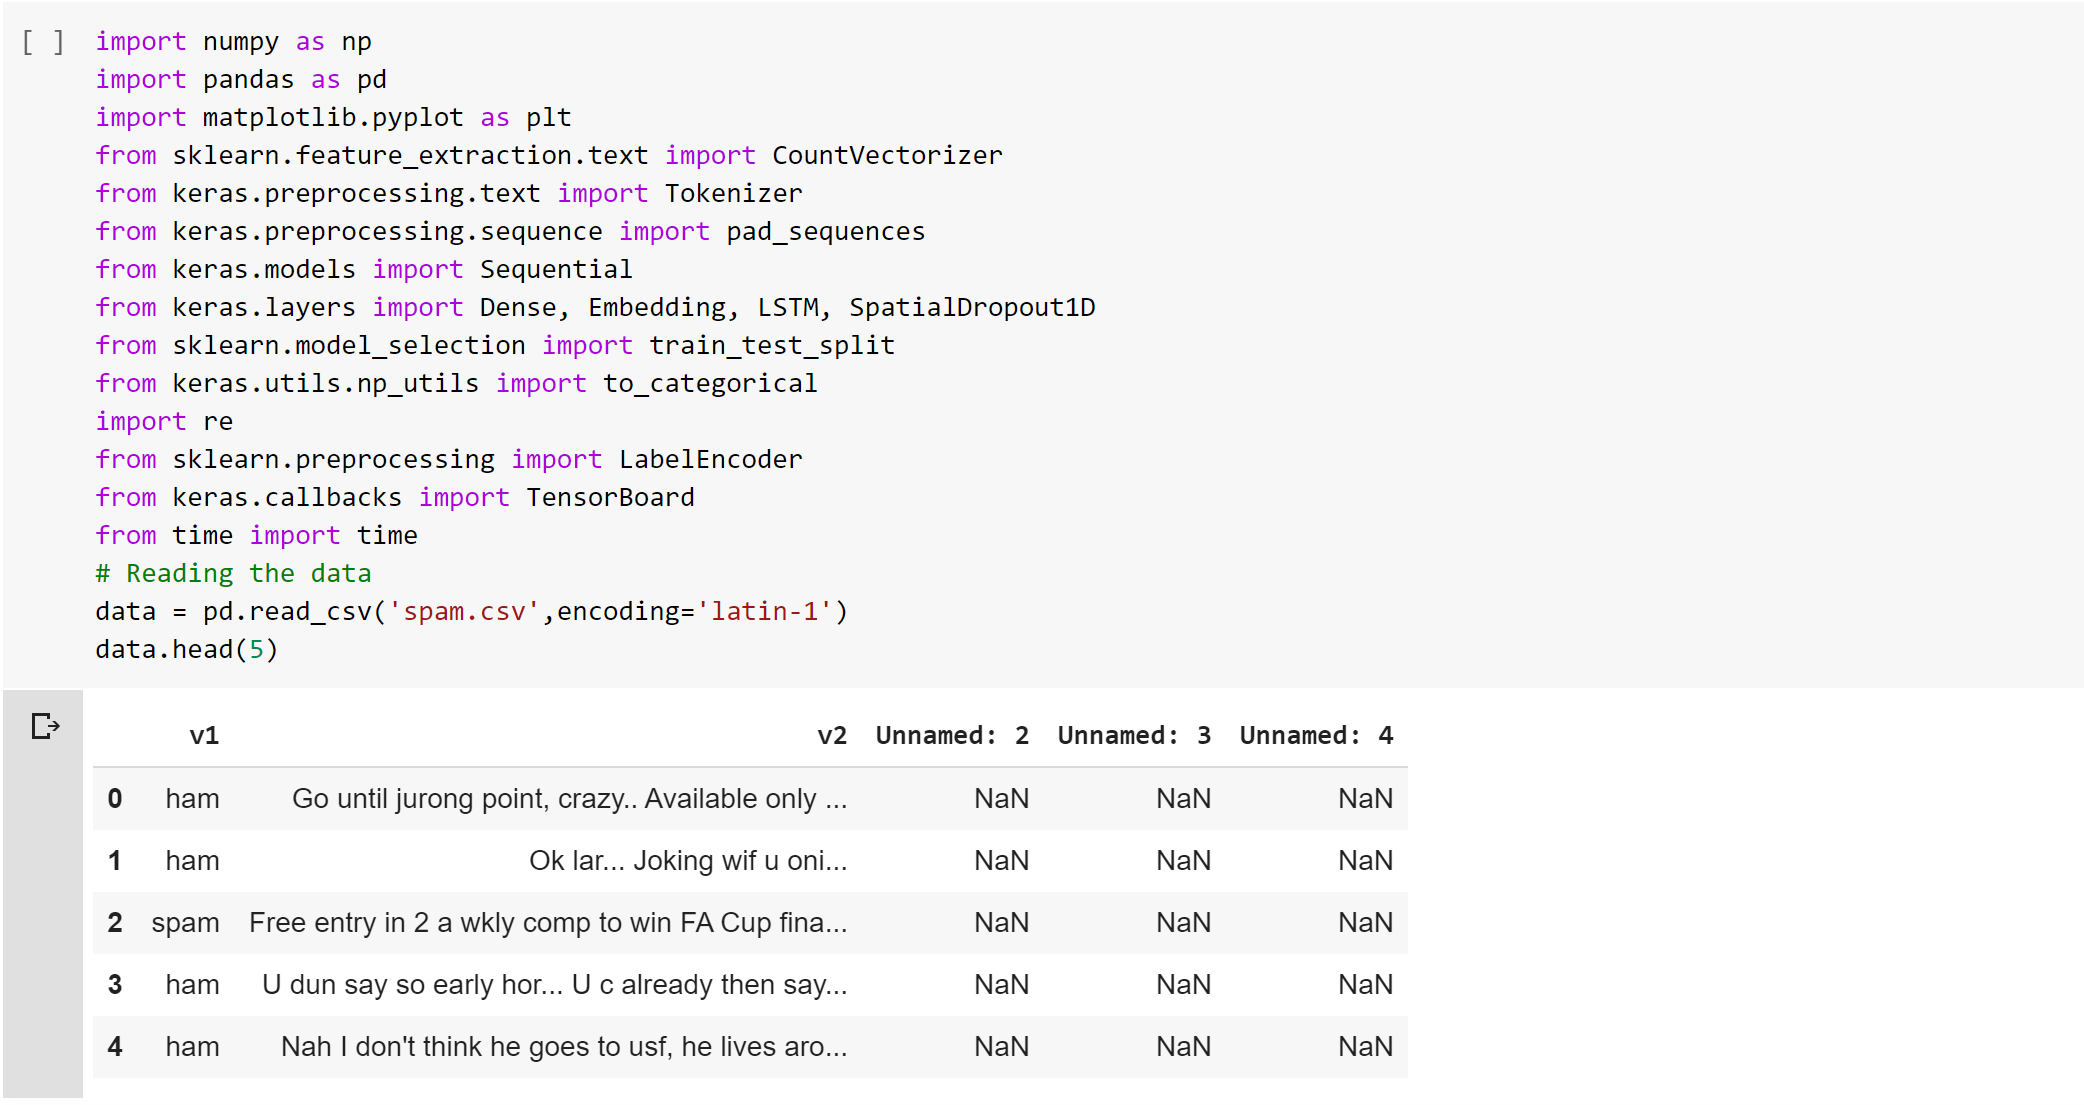 [ ] import numpy as np
import pandas as pd
import matplotlib.pyplot as plt
from sklearn.feature_extraction.text import CountVectorizer
from keras.preprocessing.text import Tokenizer
from keras.preprocessing.sequence import pad_sequences
from keras.models import Sequential
from keras.layers import Dense, Embedding, LSTM, SpatialDropout1D
from sklearn.model_selection import train_test_split
from keras.utils.np_utils import to_categorical
import re
from sklearn.preprocessing import LabelEncoder
from keras.callbacks import TensorBoard
from time import time
# Reading the data
data = pd.read_csv('spam.csv',encoding='latin-1')
data.head(5)
v1 v2 Unnamed: 2 Unnamed: 3 Unnamed: 4
0 ham Go until jurong point, crazy.. Available only ... NaN NaN NaN
1 ham Ok lar... Joking wif u oni... NaN NaN NaN
2 spam Free entry in 2 a wkly comp to win FA Cup fina... NaN NaN NaN
3 ham U dun say so early hor... U c already then say... NaN NaN NaN
4 ham Nah I don't think he goes to usf, he lives aro... NaN NaN NaN